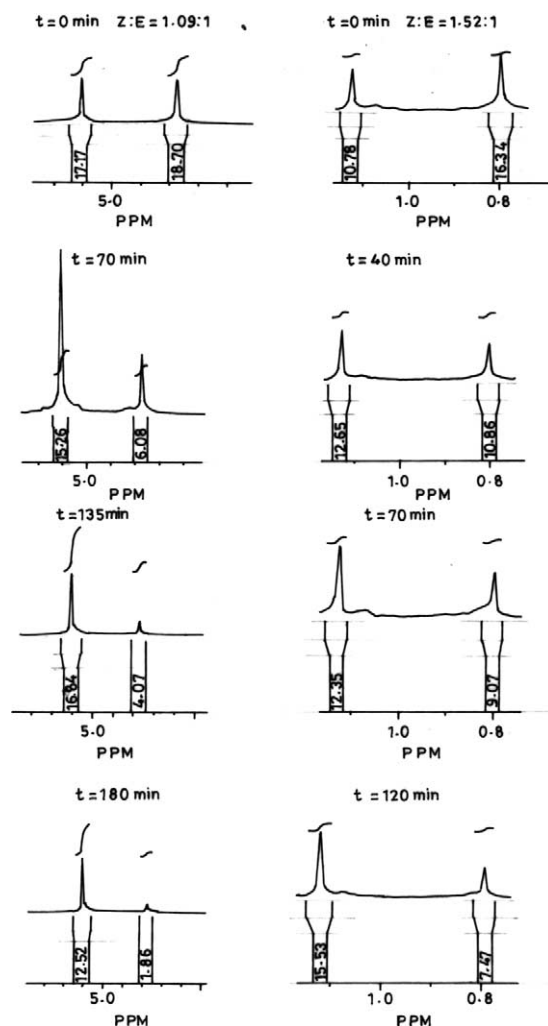 t=0 min Z:E=1.09:1
17.17
18.70
5.0
PPM
t=0 min Z:E=1.52:1
10.78
16.34
1.0 0.8
PPM
t=70 min
15.26
6.08
5.0
PPM
t=40 min
12.65
10.86
1.0 0.8
PPM
t=135min
16.84
4.07
5.0
PPM
t=70 min
12.35
9.07
1.0 0.8
PPM
t=180 min
12.52
1.86
5.0
PPM
t=120 min
15.53
7.47
1.0 0.8
PPM